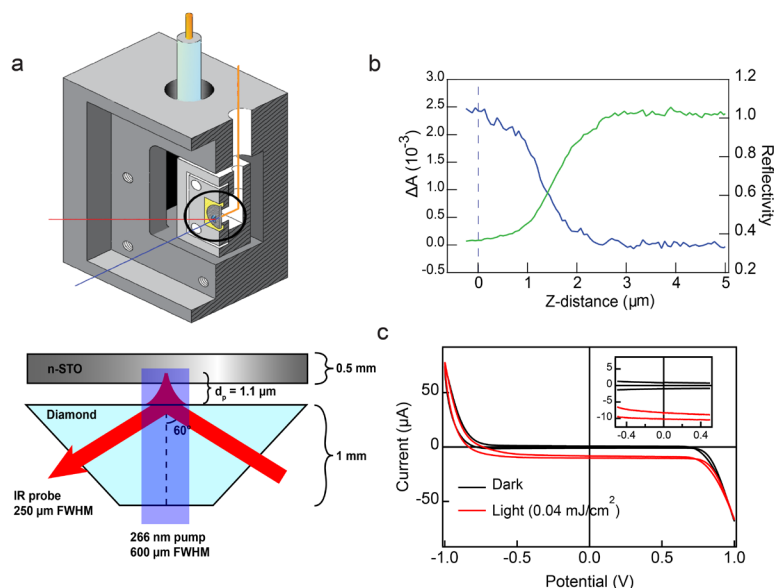 a
n-STO
0.5 mm
dp = 1.1 µm
Diamond
60°
1 mm
IR probe
250 µm FWHM
266 nm pump
600 µm FWHM
b
3.0
2.5
2.0
1.5
1.0
0.5
0.0
-0.5
ΔA (10⁻³)
1.2
1.0
0.8
0.6
0.4
0.2
Reflectivity
0
1
2
3
4
5
Z-distance (µm)
c
50
0
-50
Current (µA)
5
0
-5
-10
-0.4
0.0
0.4
Dark
Light (0.04 mJ/cm²)
-1.0
-0.5
0.0
0.5
1.0
Potential (V)